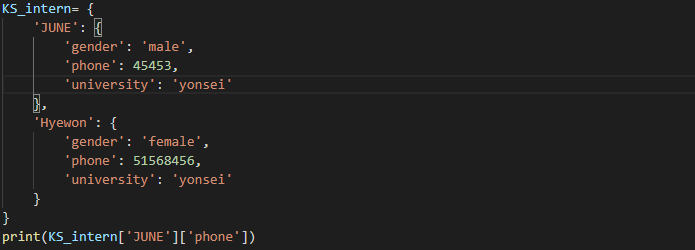 KS_intern= {
    'JUNE': {
        'gender': 'male',
        'phone': 45453,
        'university': 'yonsei'
    },
    'Hyewon': {
        'gender': 'female',
        'phone': 51568456,
        'university': 'yonsei'
    }
}
print(KS_intern['JUNE']['phone'])